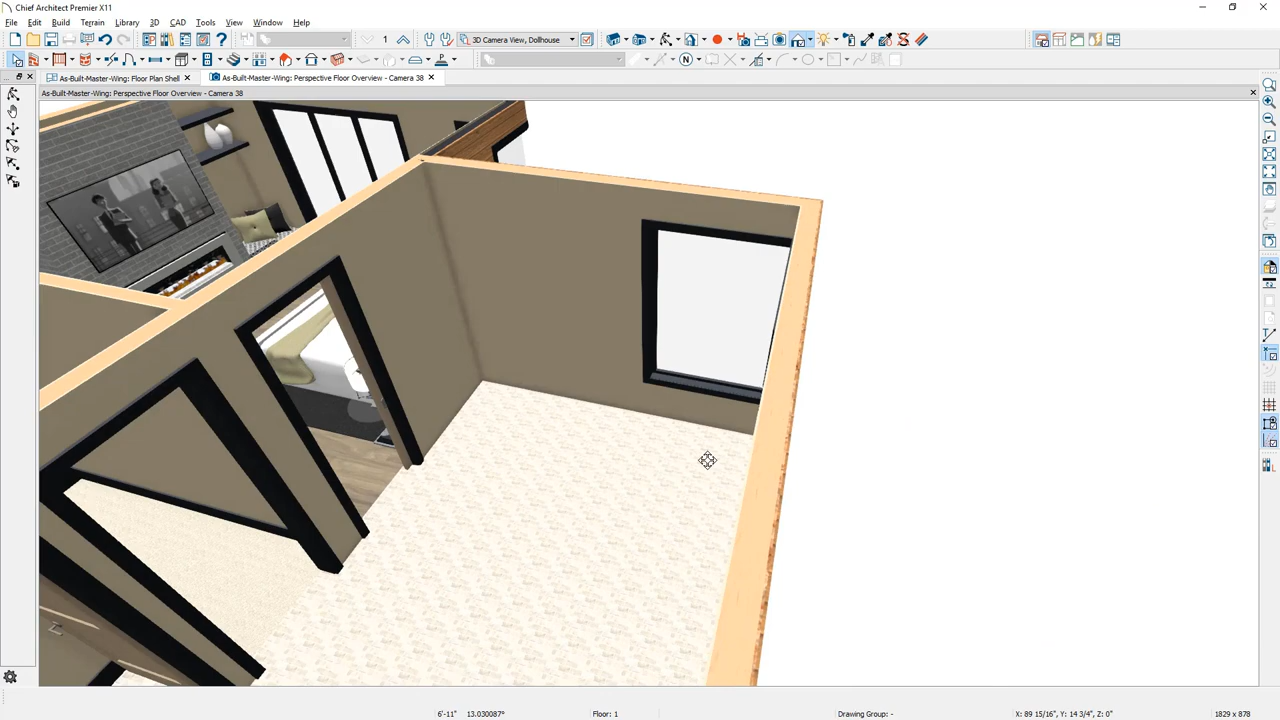 Chief Architect Premier X11
File Edit Build Terrain Library 3D CAD Tools View Window Help
1 3D Camera View, Dollhouse
As-Built-Master-Wing: Floor Plan Shell As-Built-Master-Wing: Perspective Floor Overview - Camera 38
As-Built-Master-Wing: Perspective Floor Overview - Camera 38
6'-11" 13.030087° Floor: 1 Drawing Group: - X: 89 15/16", Y: 14 3/4", Z: 0" 1829 x 878